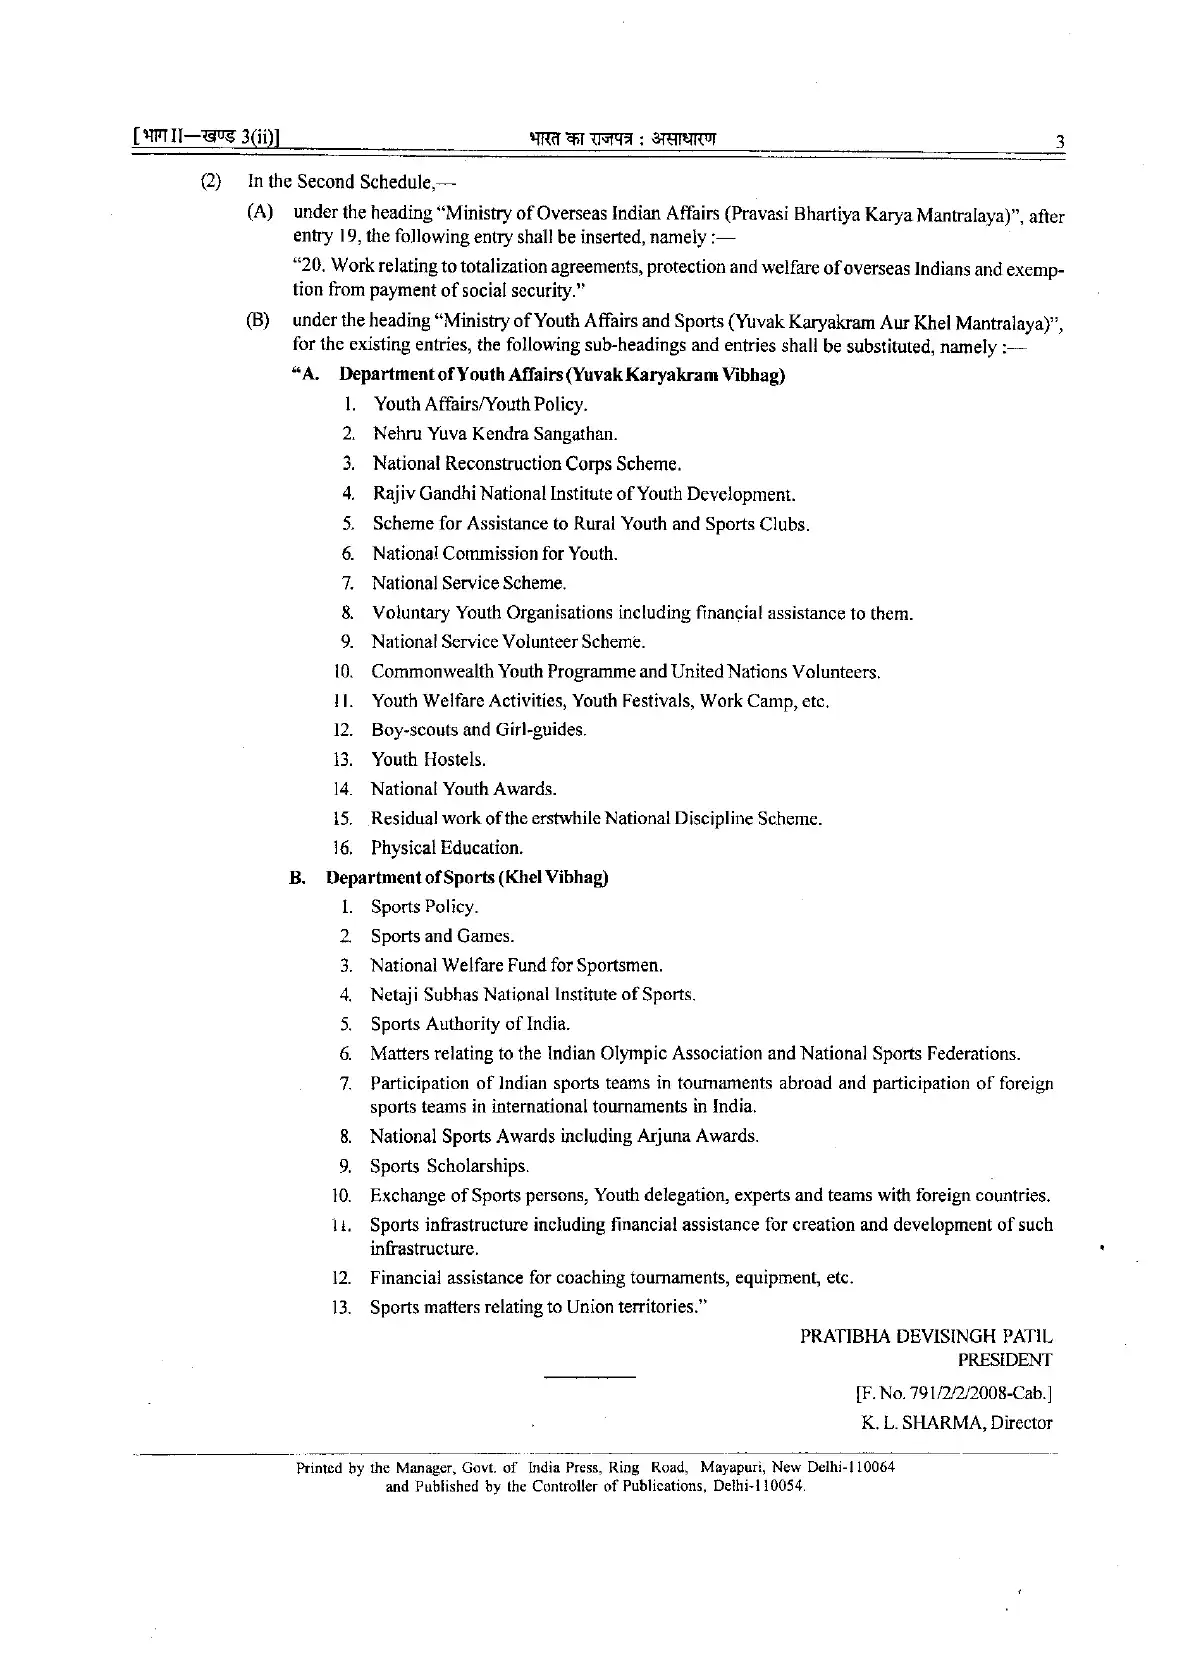 [भाग II—खण्ड 3(ii)] भारत का राजपत्र : असाधारण 3
(2) In the Second Schedule,—
(A) under the heading “Ministry of Overseas Indian Affairs (Pravasi Bhartiya Karya Mantralaya)”, after
entry 19, the following entry shall be inserted, namely :—
“20. Work relating to totalization agreements, protection and welfare of overseas Indians and exemp-
tion from payment of social security.”
(B) under the heading “Ministry of Youth Affairs and Sports (Yuvak Karyakram Aur Khel Mantralaya)”,
for the existing entries, the following sub-headings and entries shall be substituted, namely :—
“A. Department of Youth Affairs (Yuvak Karyakram Vibhag)
1. Youth Affairs/Youth Policy.
2. Nehru Yuva Kendra Sangathan.
3. National Reconstruction Corps Scheme.
4. Rajiv Gandhi National Institute of Youth Development.
5. Scheme for Assistance to Rural Youth and Sports Clubs.
6. National Commission for Youth.
7. National Service Scheme.
8. Voluntary Youth Organisations including financial assistance to them.
9. National Service Volunteer Scheme.
10. Commonwealth Youth Programme and United Nations Volunteers.
11. Youth Welfare Activities, Youth Festivals, Work Camp, etc.
12. Boy-scouts and Girl-guides.
13. Youth Hostels.
14. National Youth Awards.
15. Residual work of the erstwhile National Discipline Scheme.
16. Physical Education.
B. Department of Sports (Khel Vibhag)
1. Sports Policy.
2. Sports and Games.
3. National Welfare Fund for Sportsmen.
4. Netaji Subhas National Institute of Sports.
5. Sports Authority of India.
6. Matters relating to the Indian Olympic Association and National Sports Federations.
7. Participation of Indian sports teams in tournaments abroad and participation of foreign
sports teams in international tournaments in India.
8. National Sports Awards including Arjuna Awards.
9. Sports Scholarships.
10. Exchange of Sports persons, Youth delegation, experts and teams with foreign countries.
11. Sports infrastructure including financial assistance for creation and development of such
infrastructure.
12. Financial assistance for coaching tournaments, equipment, etc.
13. Sports matters relating to Union territories.”
PRATIBHA DEVISINGH PATIL
PRESIDENT
[F. No. 791/2/2/2008-Cab.]
K. L. SHARMA, Director
Printed by the Manager, Govt. of India Press, Ring Road, Mayapuri, New Delhi-110064
and Published by the Controller of Publications, Delhi-110054.